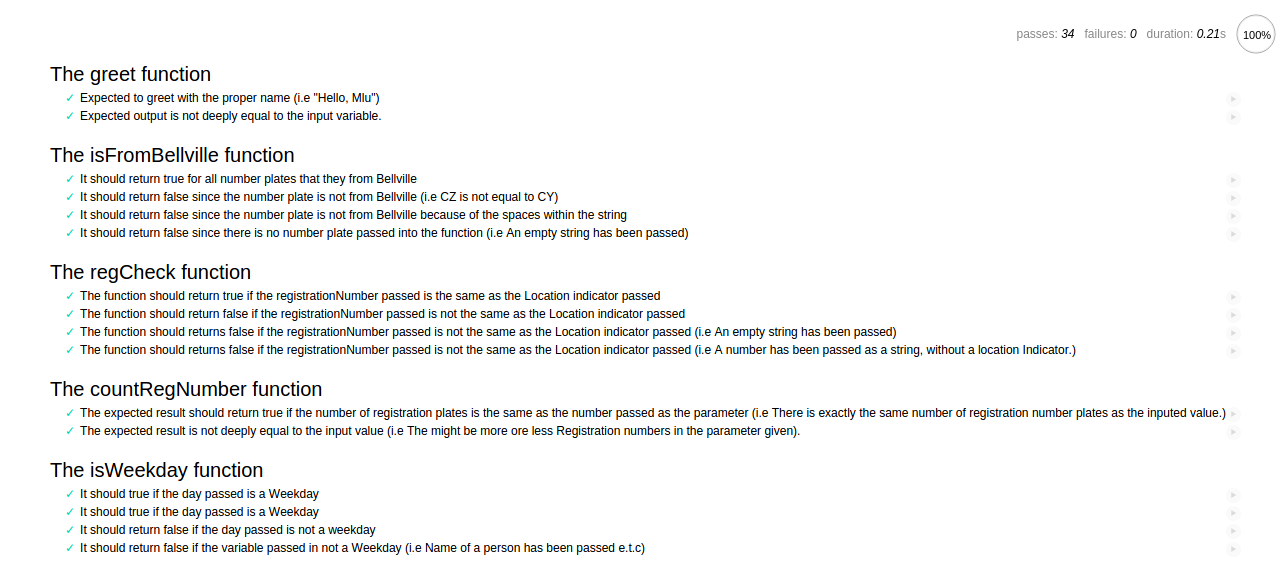 passes: 34 failures: 0 duration: 0.21s 100%
The greet function
✓ Expected to greet with the proper name (i.e "Hello, Mlu")
✓ Expected output is not deeply equal to the input variable.
The isFromBellville function
✓ It should return true for all number plates that they from Bellville
✓ It should return false since the number plate is not from Bellville (i.e CZ is not equal to CY)
✓ It should return false since the number plate is not from Bellville because of the spaces within the string
✓ It should return false since there is no number plate passed into the function (i.e An empty string has been passed)
The regCheck function
✓ The function should return true if the registrationNumber passed is the same as the Location indicator passed
✓ The function should return false if the registrationNumber passed is not the same as the Location indicator passed
✓ The function should returns false if the registrationNumber passed is not the same as the Location indicator passed (i.e An empty string has been passed)
✓ The function should returns false if the registrationNumber passed is not the same as the Location indicator passed (i.e A number has been passed as a string, without a location Indicator.)
The countRegNumber function
✓ The expected result should return true if the number of registration plates is the same as the number passed as the parameter (i.e There is exactly the same number of registration number plates as the inputed value.)
✓ The expected result is not deeply equal to the input value (i.e The might be more ore less Registration numbers in the parameter given).
The isWeekday function
✓ It should true if the day passed is a Weekday
✓ It should true if the day passed is a Weekday
✓ It should return false if the day passed is not a weekday
✓ It should return false if the variable passed in not a Weekday (i.e Name of a person has been passed e.t.c)